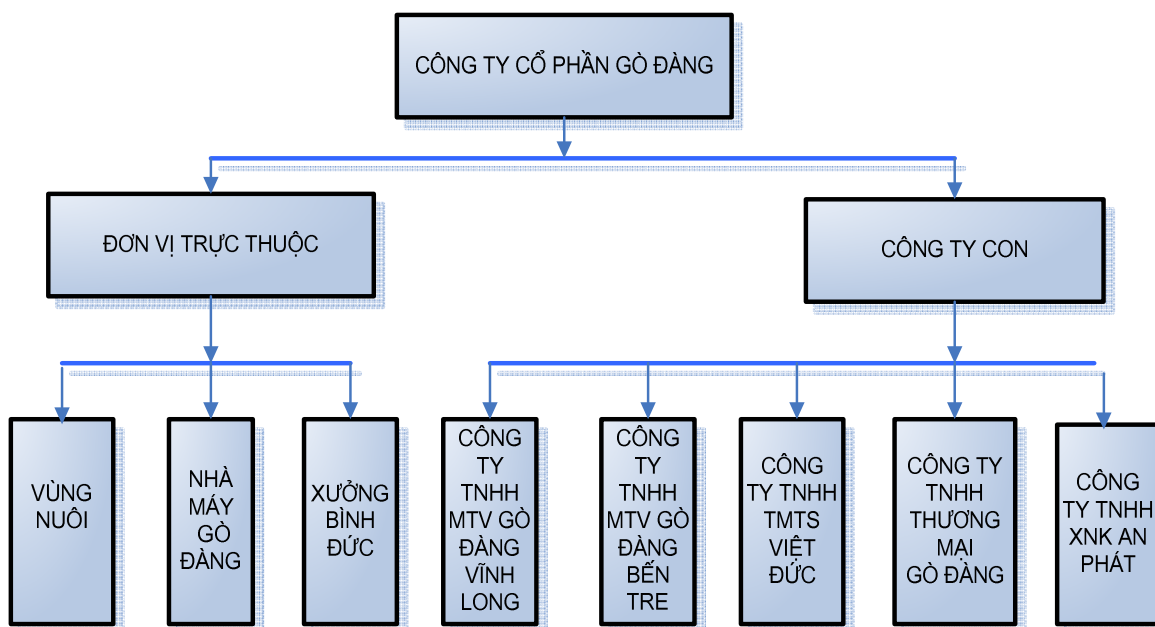 CÔNG TY CỔ PHẦN GÒ ĐÀNG
ĐƠN VỊ TRỰC THUỘC
CÔNG TY CON
VÙNG
NUÔI
NHÀ
MÁY
GÒ
ĐÀNG
XƯỞNG
BÌNH
ĐỨC
CÔNG
TY
TNHH
MTV GÒ
ĐÀNG
VĨNH
LONG
CÔNG
TY
TNHH
MTV GÒ
ĐÀNG
BẾN
TRE
CÔNG
TY TNHH
TMTS
VIỆT
ĐỨC
CÔNG TY
TNHH
THƯƠNG
MẠI
GÒ ĐÀNG
CÔNG
TY TNHH
XNK AN
PHÁT